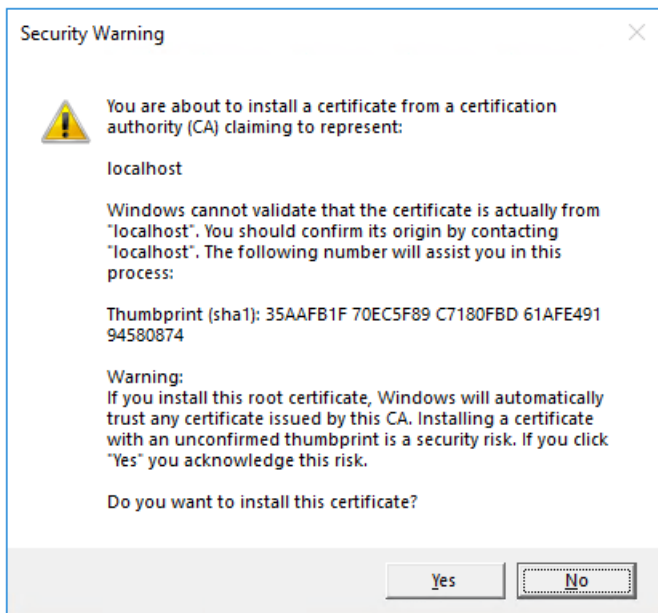 Security Warning
You are about to install a certificate from a certification
authority (CA) claiming to represent:
localhost
Windows cannot validate that the certificate is actually from
"localhost". You should confirm its origin by contacting
"localhost". The following number will assist you in this
process:
Thumbprint (sha1): 35AAFB1F 70EC5F89 C7180FBD 61AFE491
94580874
Warning:
If you install this root certificate, Windows will automatically
trust any certificate issued by this CA. Installing a certificate
with an unconfirmed thumbprint is a security risk. If you click
"Yes" you acknowledge this risk.
Do you want to install this certificate?
Yes No